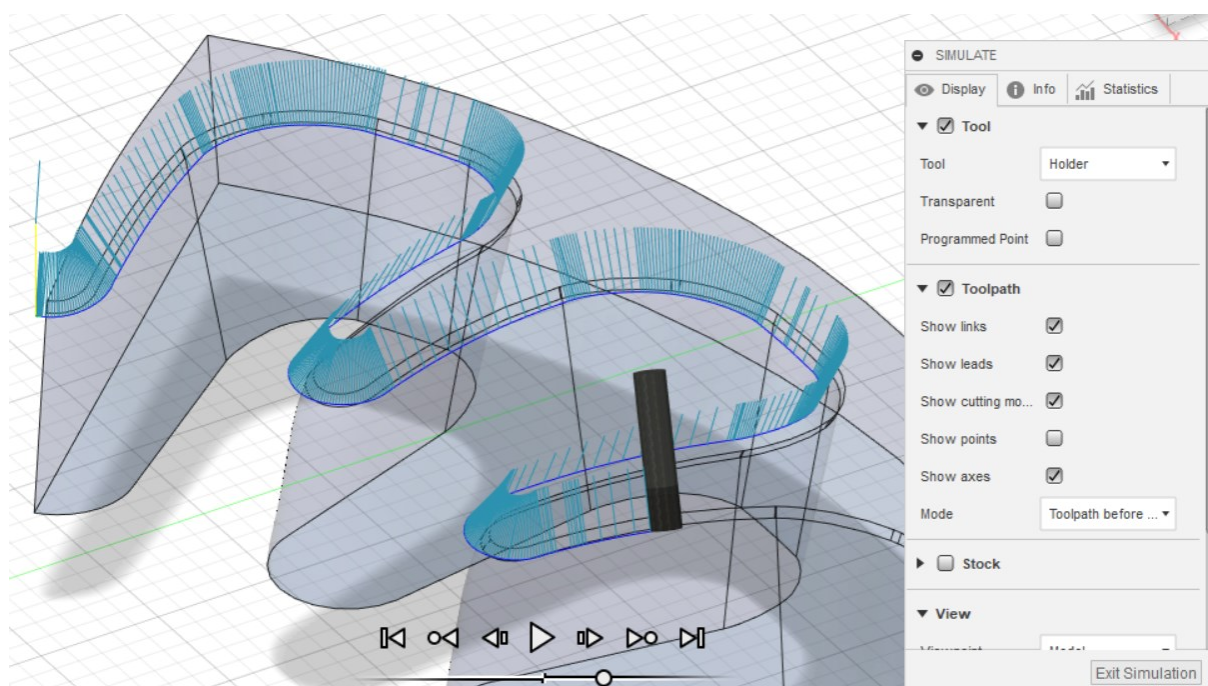 SIMULATE
Display Info Statistics
Tool
Tool Holder
Transparent
Programmed Point
Toolpath
Show links
Show leads
Show cutting mo...
Show points
Show axes
Mode Toolpath before ...
Stock
View
Exit Simulation